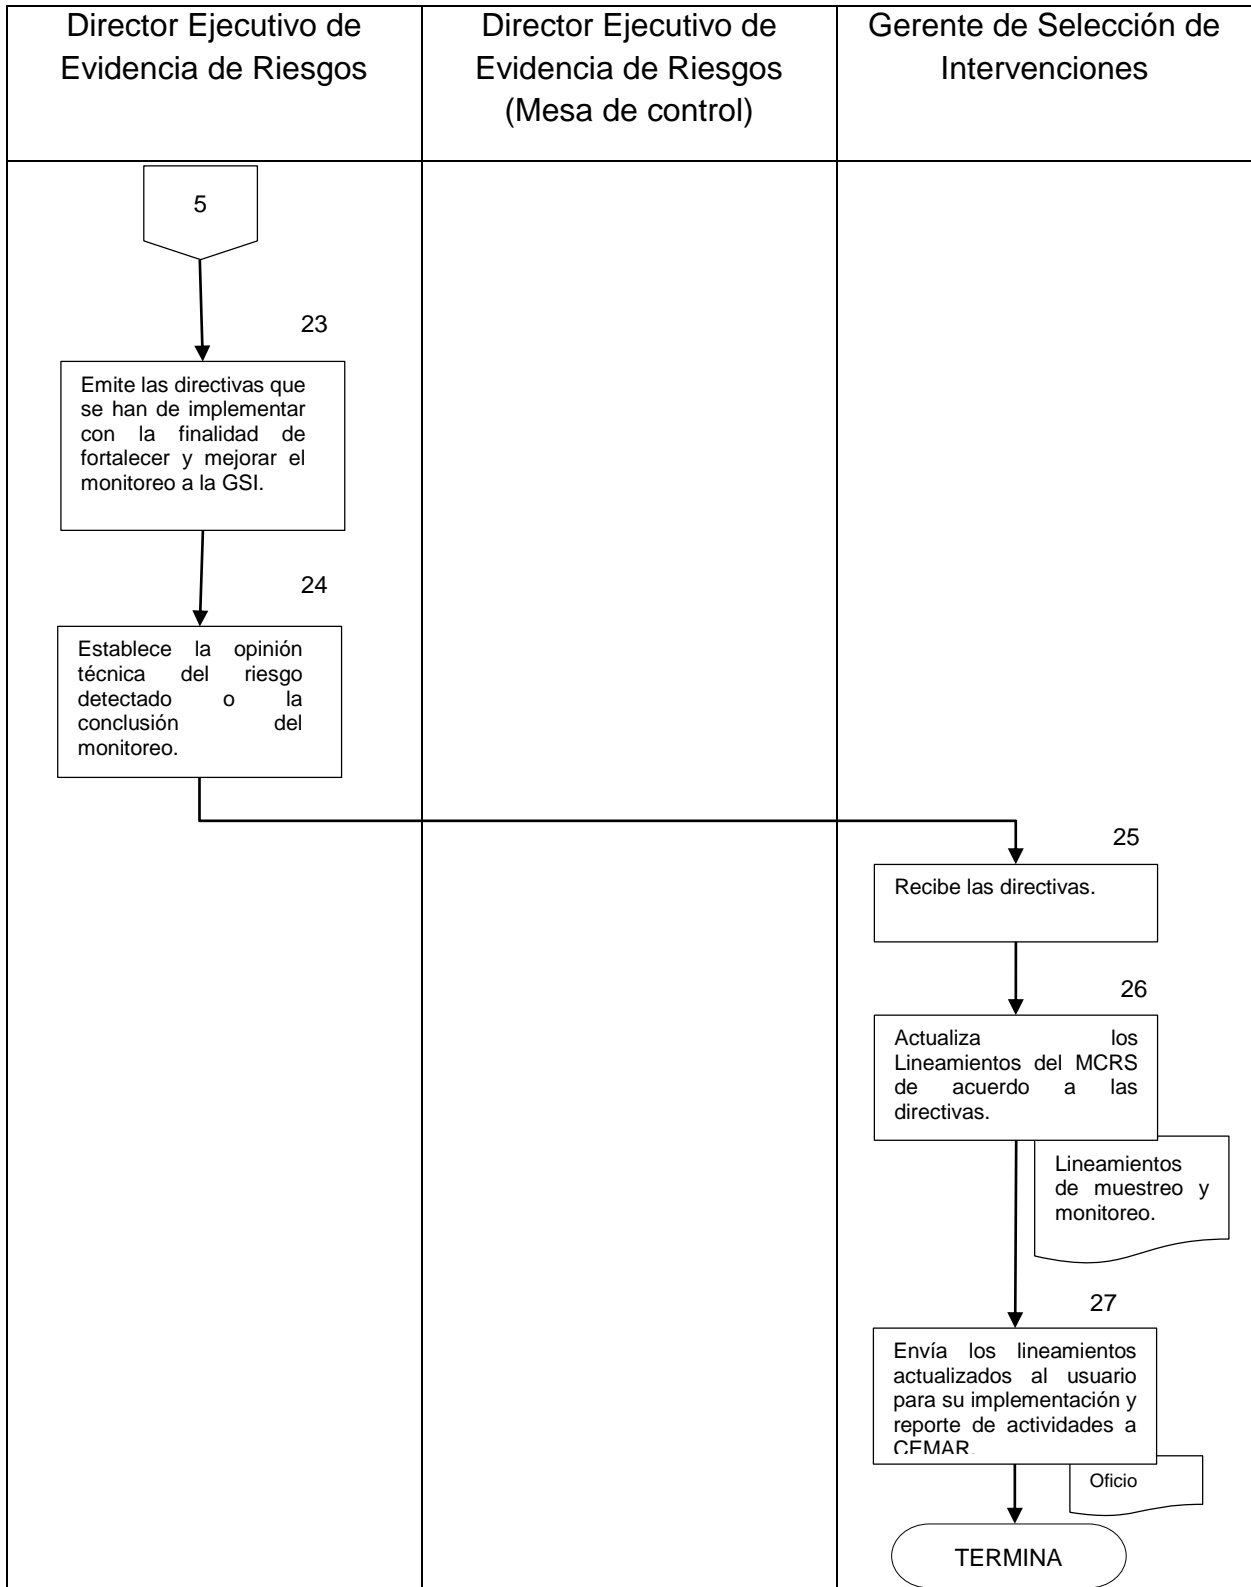 Director Ejecutivo de
Evidencia de Riesgos
Director Ejecutivo de
Evidencia de Riesgos
(Mesa de control)
Gerente de Selección de
Intervenciones
5
23
Emite las directivas que
se han de implementar
con la finalidad de
fortalecer y mejorar el
monitoreo a la GSI.
24
Establece la opinión
técnica del riesgo
detectado o la
conclusión del
monitoreo.
25
Recibe las directivas.
26
Actualiza los
Lineamientos del MCRS
de acuerdo a las
directivas.
Lineamientos
de muestreo y
monitoreo.
27
Envía los lineamientos
actualizados al usuario
para su implementación y
reporte de actividades a
CEMAR.
Oficio
TERMINA